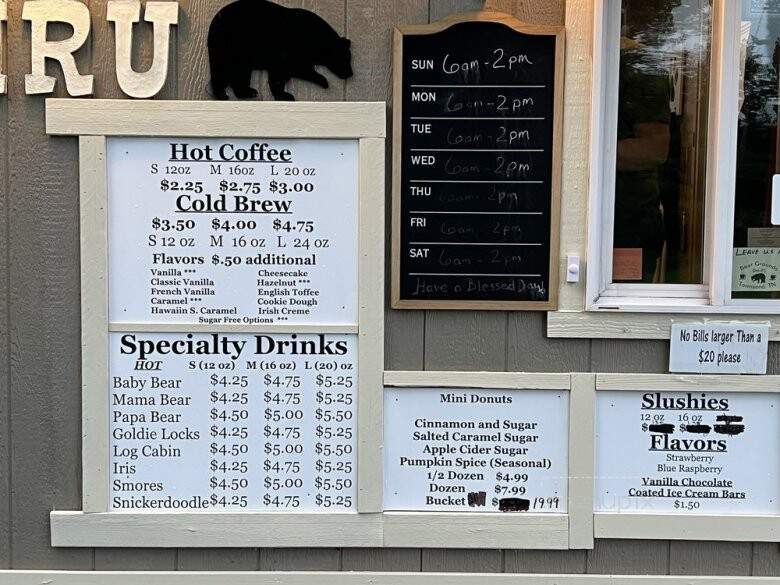 RU
Hot Coffee
S 12oz M 16oz L 20 oz
$2.25 $2.75 $3.00
Cold Brew
$3.50 $4.00 $4.75
S 12 oz M 16 oz L 24 oz
Flavors $.50 additional
Vanilla *** Cheesecake
Classic Vanilla Hazelnut ***
French Vanilla English Toffee
Caramel *** Cookie Dough
Hawaiin S. Caramel Irish Creme
Sugar Free Options ***
Specialty Drinks
HOT S (12 oz) M (16 oz) L (20) oz
Baby Bear $4.25 $4.75 $5.25
Mama Bear $4.25 $4.75 $5.25
Papa Bear $4.50 $5.00 $5.50
Goldie Locks $4.25 $4.75 $5.25
Log Cabin $4.50 $5.00 $5.50
Iris $4.25 $4.75 $5.25
Smores $4.50 $5.00 $5.50
Snickerdoodle $4.25 $4.75 $5.25
SUN 6am - 2pm
MON 6am - 2pm
TUE 6am - 2pm
WED 6am - 2pm
THU 6am - 2pm
FRI 6am - 2pm
SAT 6am - 2pm
Have a Blessed Day!
Mini Donuts
Cinnamon and Sugar
Salted Caramel Sugar
Apple Cider Sugar
Pumpkin Spice (Seasonal)
1/2 Dozen $4.99
Dozen $7.99
Bucket $ 19.99
LEAVE US A
Townsend TN
No Bills larger Than a
$20 please
Slushies
12 oz 16 oz
$ $
Flavors
Strawberry
Blue Raspberry
Vanilla Chocolate
Coated Ice Cream Bars
$1.50